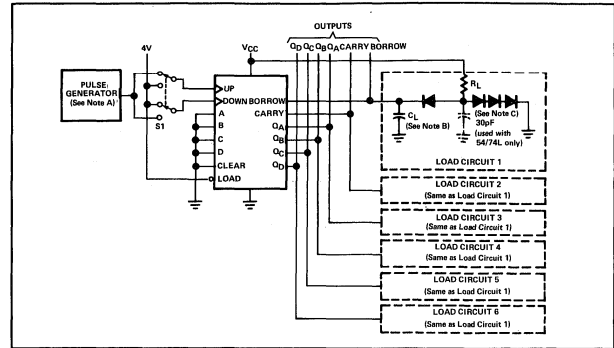 OUTPUTS
QD QC QB QA CARRY BORROW
4V
VCC
PULSE
GENERATOR
(See Note A)
S1
UP
DOWN
A
B
C
D
CLEAR
LOAD
BORROW
CARRY
QA
QB
QC
QD
RL
CL
(See Note B)
(See Note C)
30pF
(used with
54/74L only)
LOAD CIRCUIT 1
LOAD CIRCUIT 2
(Same as Load Circuit 1)
LOAD CIRCUIT 3
(Same as Load Circuit 1)
LOAD CIRCUIT 4
(Same as Load Circuit 1)
LOAD CIRCUIT 5
(Same as Load Circuit 1)
LOAD CIRCUIT 6
(Same as Load Circuit 1)